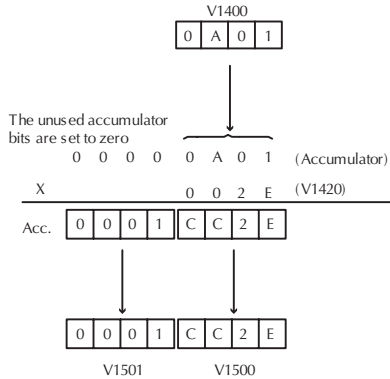 V1400
0 A 0 1
The unused accumulator
bits are set to zero
0 0 0 0 0 A 0 1 (Accumulator)
X 0 0 2 E (V1420)
Acc. 0 0 0 1 C C 2 E
0 0 0 1 C C 2 E
V1501 V1500